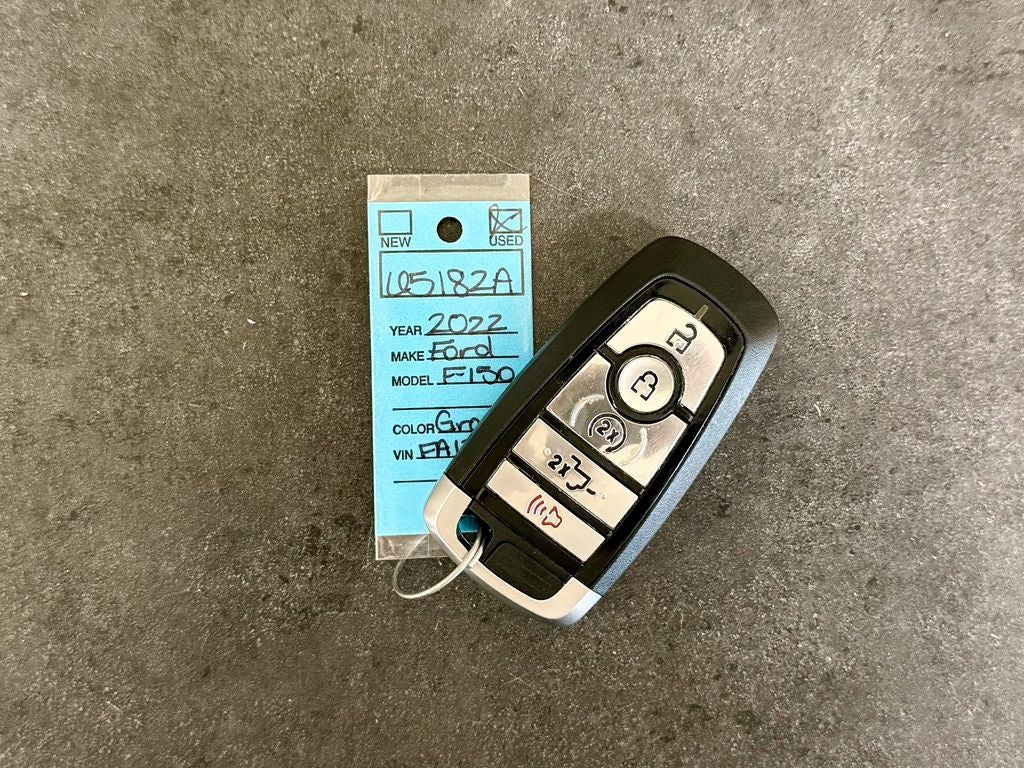 NEW USED
U5182A
YEAR 2022
MAKE Ford
MODEL F150
COLOR
VIN
2x
2x